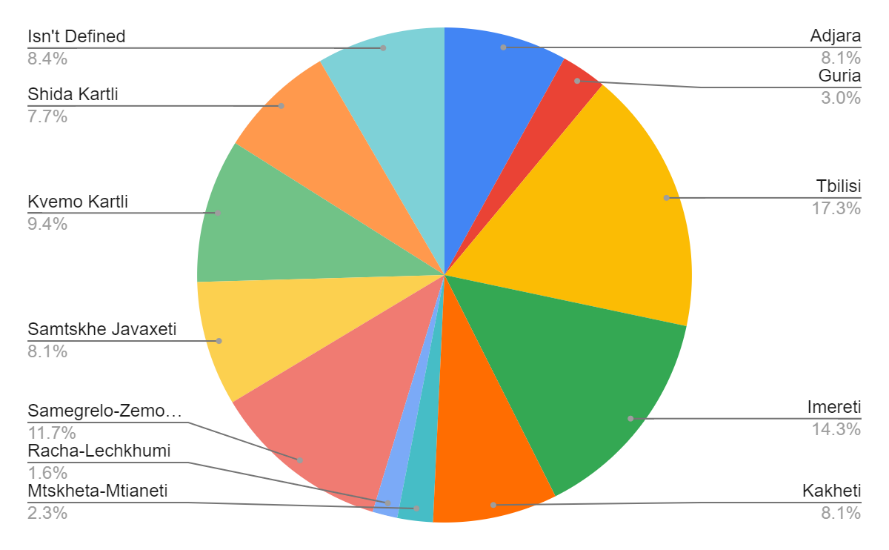 Isn't Defined
8.4%
Shida Kartli
7.7%
Kvemo Kartli
9.4%
Samtskhe Javaxeti
8.1%
Samegrelo-Zemo…
11.7%
Racha-Lechkhumi
1.6%
Mtskheta-Mtianeti
2.3%
Adjara
8.1%
Guria
3.0%
Tbilisi
17.3%
Imereti
14.3%
Kakheti
8.1%